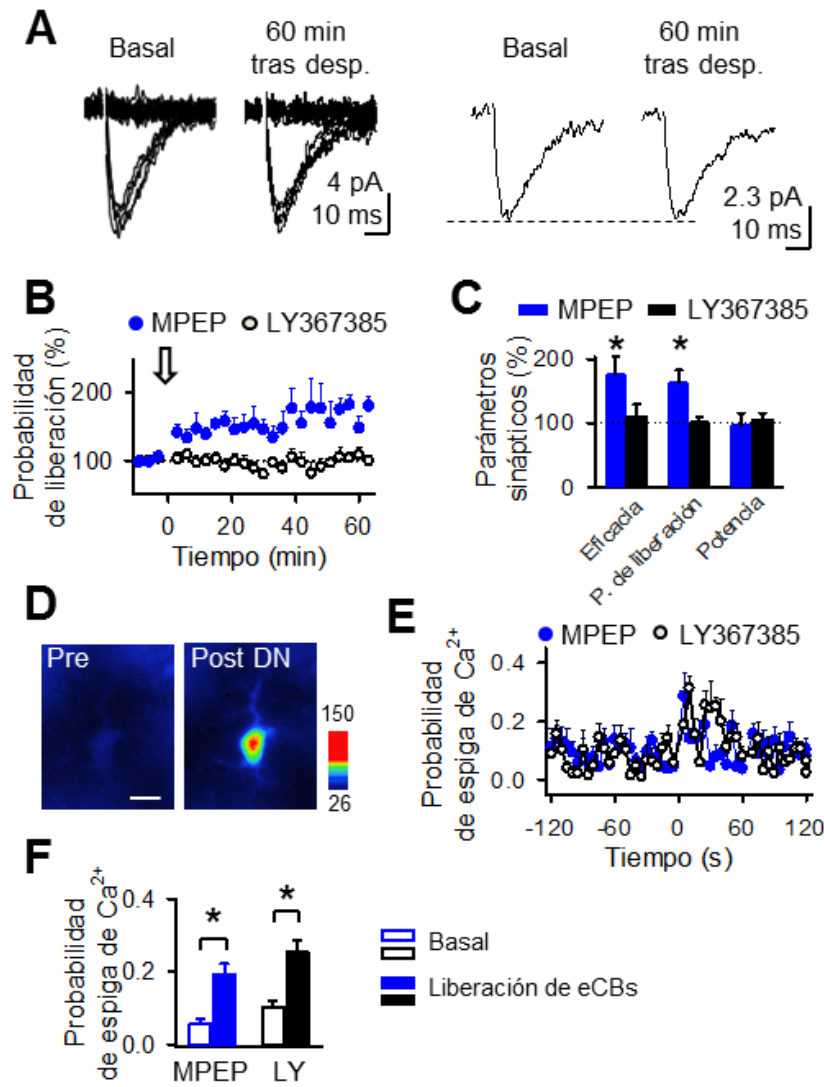 A
Basal
60 min
tras desp.
4 pA
10 ms
Basal
60 min
tras desp.
2.3 pA
10 ms
B
MPEP LY367385
Probabilidad
de liberación (%)
200
100
0 20 40 60
Tiempo (min)
C
MPEP LY367385
Parámetros
sinápticos (%)
200
100
0
* *
Eficacia
P. de liberación
Potencia
D
Pre
Post DN
150
26
E
MPEP LY367385
Probabilidad
de espiga de Ca2+
0.4
0.2
0.0
-120 -60 0 60 120
Tiempo (s)
F
Probabilidad
de espiga de Ca2+
0.4
0.2
0.0
* *
MPEP LY
Basal
Liberación de eCBs